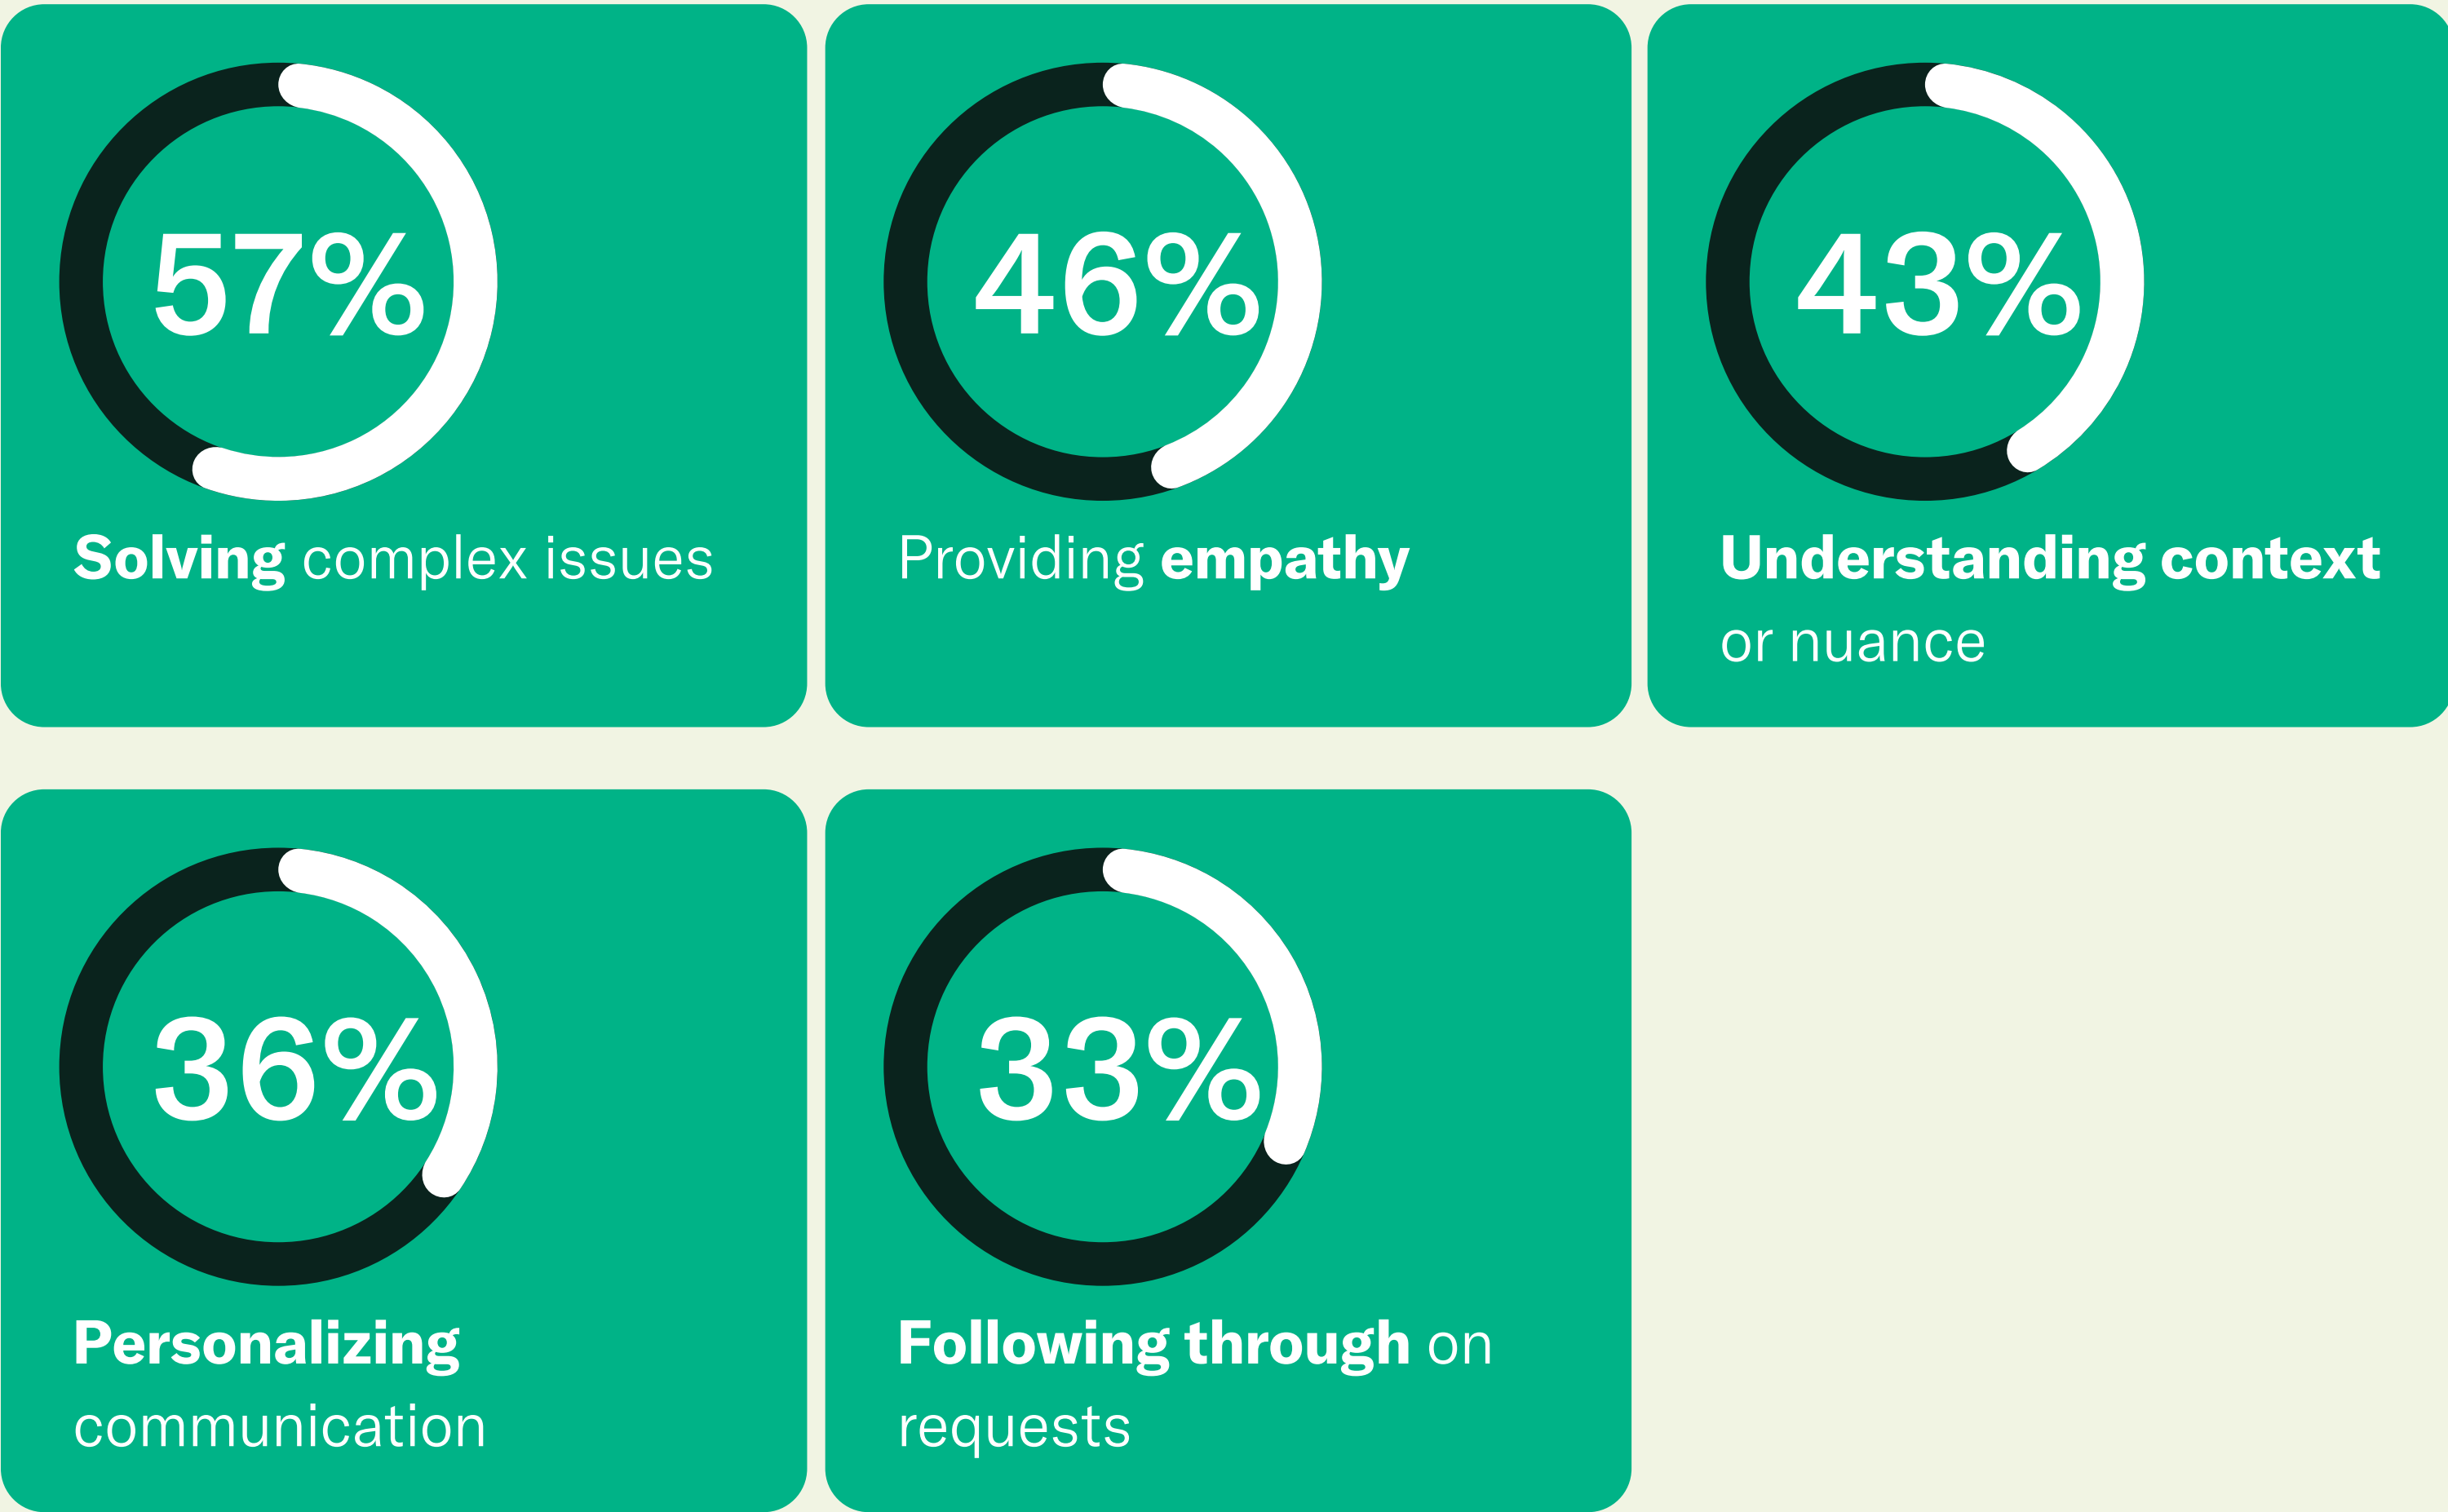 57%
Solving complex issues
46%
Providing empathy
43%
Understanding context
or nuance
36%
Personalizing
communication
33%
Following through on
requests